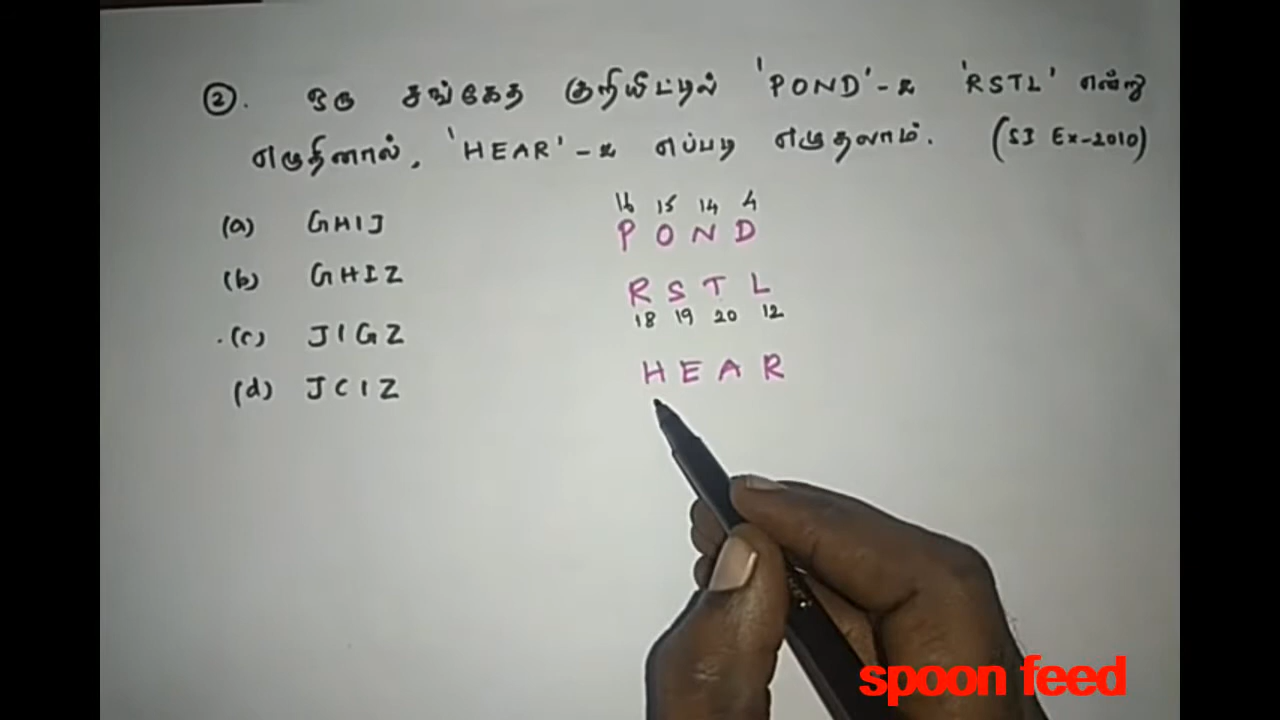 ②. ஒரு சங்கேத குறியீட்டில் 'POND'-ஐ 'RSTL' என்று
எழுதினால், 'HEAR'-ஐ எப்படி எழுதலாம். (SI Ex-2010)
(a) GHIJ
(b) GHIZ
.(c) JIGZ
(d) JCIZ
16 15 14 4
P O N D
R S T L
18 19 20 12
H E A R
spoon feed